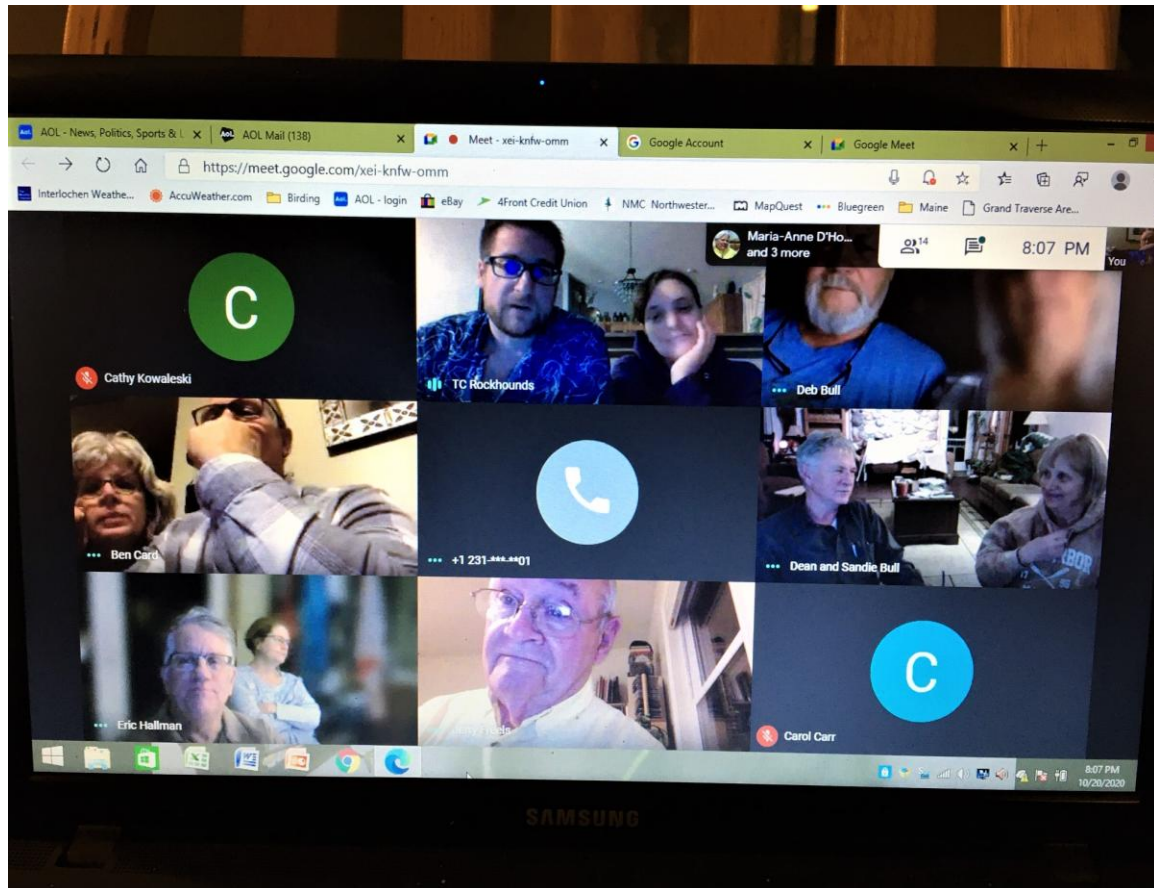 AOL - News, Politics, Sports & L
AOL Mail (138)
Meet - xei-knfw-omm
Google Account
Google Meet
https://meet.google.com/xei-knfw-omm
Interlochen Weathe...
AccuWeather.com
Birding
AOL - login
eBay
4Front Credit Union
NMC Northwester...
MapQuest
Bluegreen
Maine
Grand Traverse Are...
Maria-Anne D'Ho...
and 3 more
14
8:07 PM
You
C
Cathy Kowaleski
TC Rockhounds
Deb Bull
Ben Card
+1 231-***-**01
Dean and Sandie Bull
Eric Hallman
C
Carol Carr
8:07 PM
10/20/2020
SAMSUNG